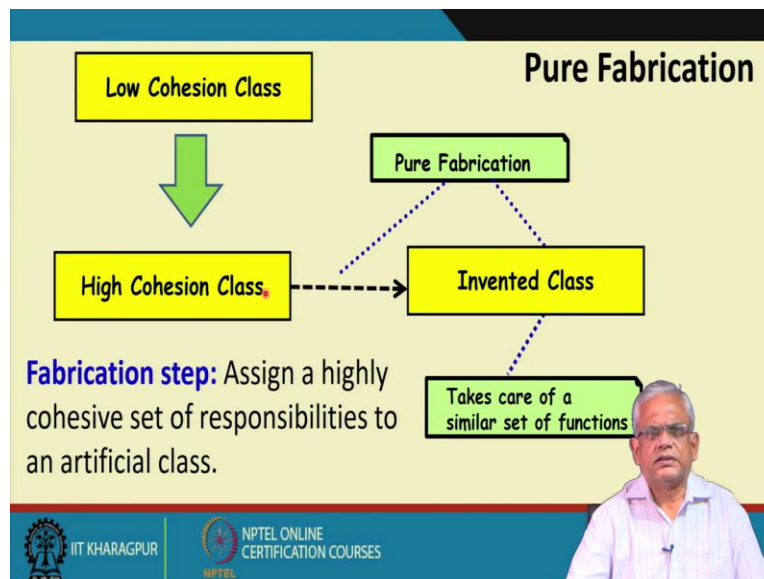 Pure Fabrication
Low Cohesion Class
Pure Fabrication
High Cohesion Class
Invented Class
Fabrication step: Assign a highly
cohesive set of responsibilities to
an artificial class.
Takes care of a
similar set of functions
IIT KHARAGPUR
NPTEL
NPTEL ONLINE
CERTIFICATION COURSES